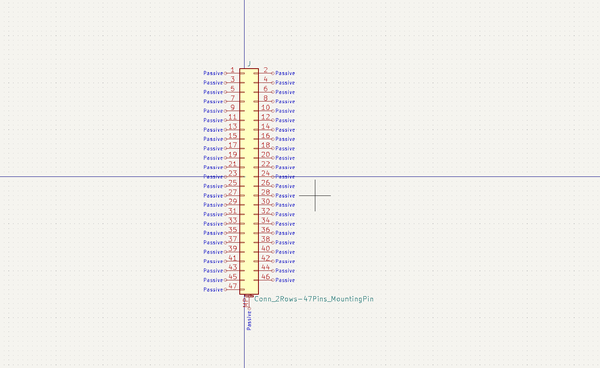 J
Passive 1 2 Passive
Passive 3 4 Passive
Passive 5 6 Passive
Passive 7 8 Passive
Passive 9 10 Passive
Passive 11 12 Passive
Passive 13 14 Passive
Passive 15 16 Passive
Passive 17 18 Passive
Passive 19 20 Passive
Passive 21 22 Passive
Passive 23 24 Passive
Passive 25 26 Passive
Passive 27 28 Passive
Passive 29 30 Passive
Passive 31 32 Passive
Passive 33 34 Passive
Passive 35 36 Passive
Passive 37 38 Passive
Passive 39 40 Passive
Passive 41 42 Passive
Passive 43 44 Passive
Passive 45 46 Passive
Passive 47
MP Conn_2Rows-47Pins_MountingPin
Passive